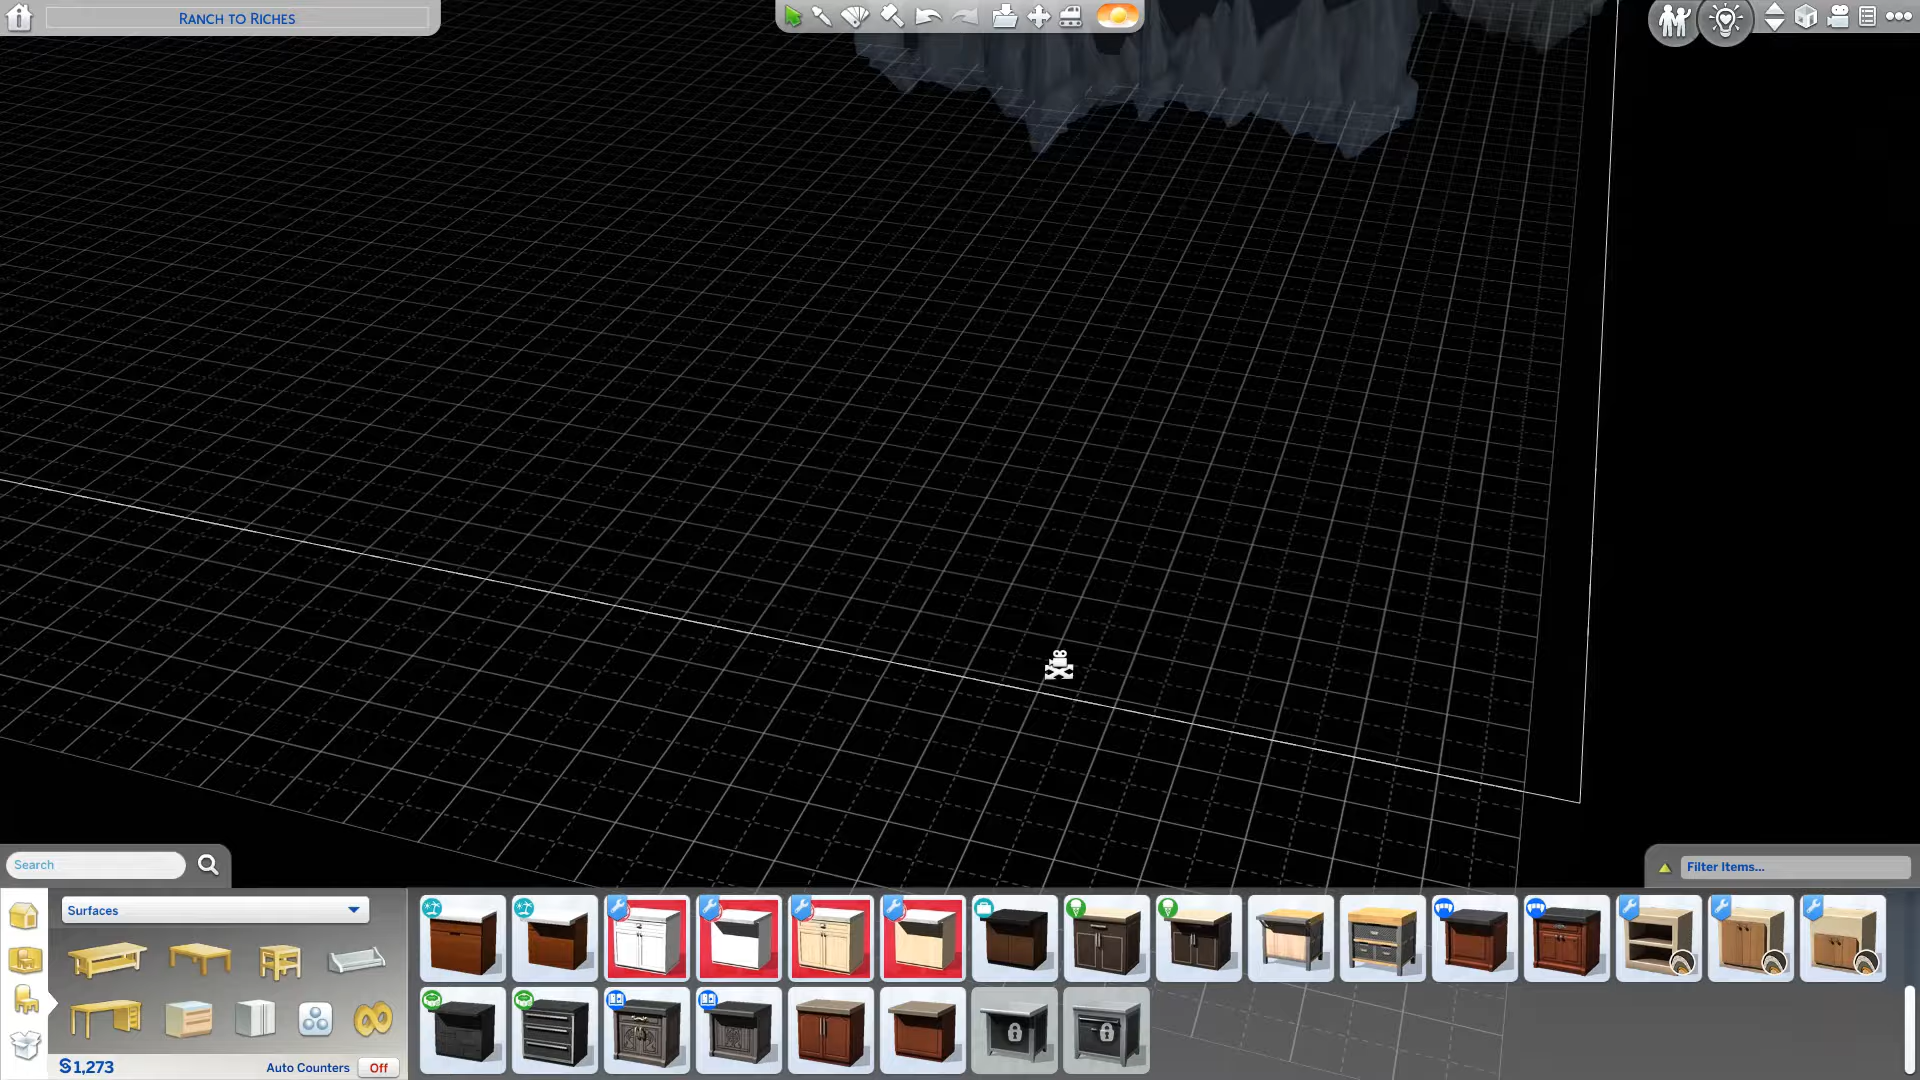 RANCH TO RICHES
Search
Filter Items...
Surfaces
§1,273
Auto Counters
Off